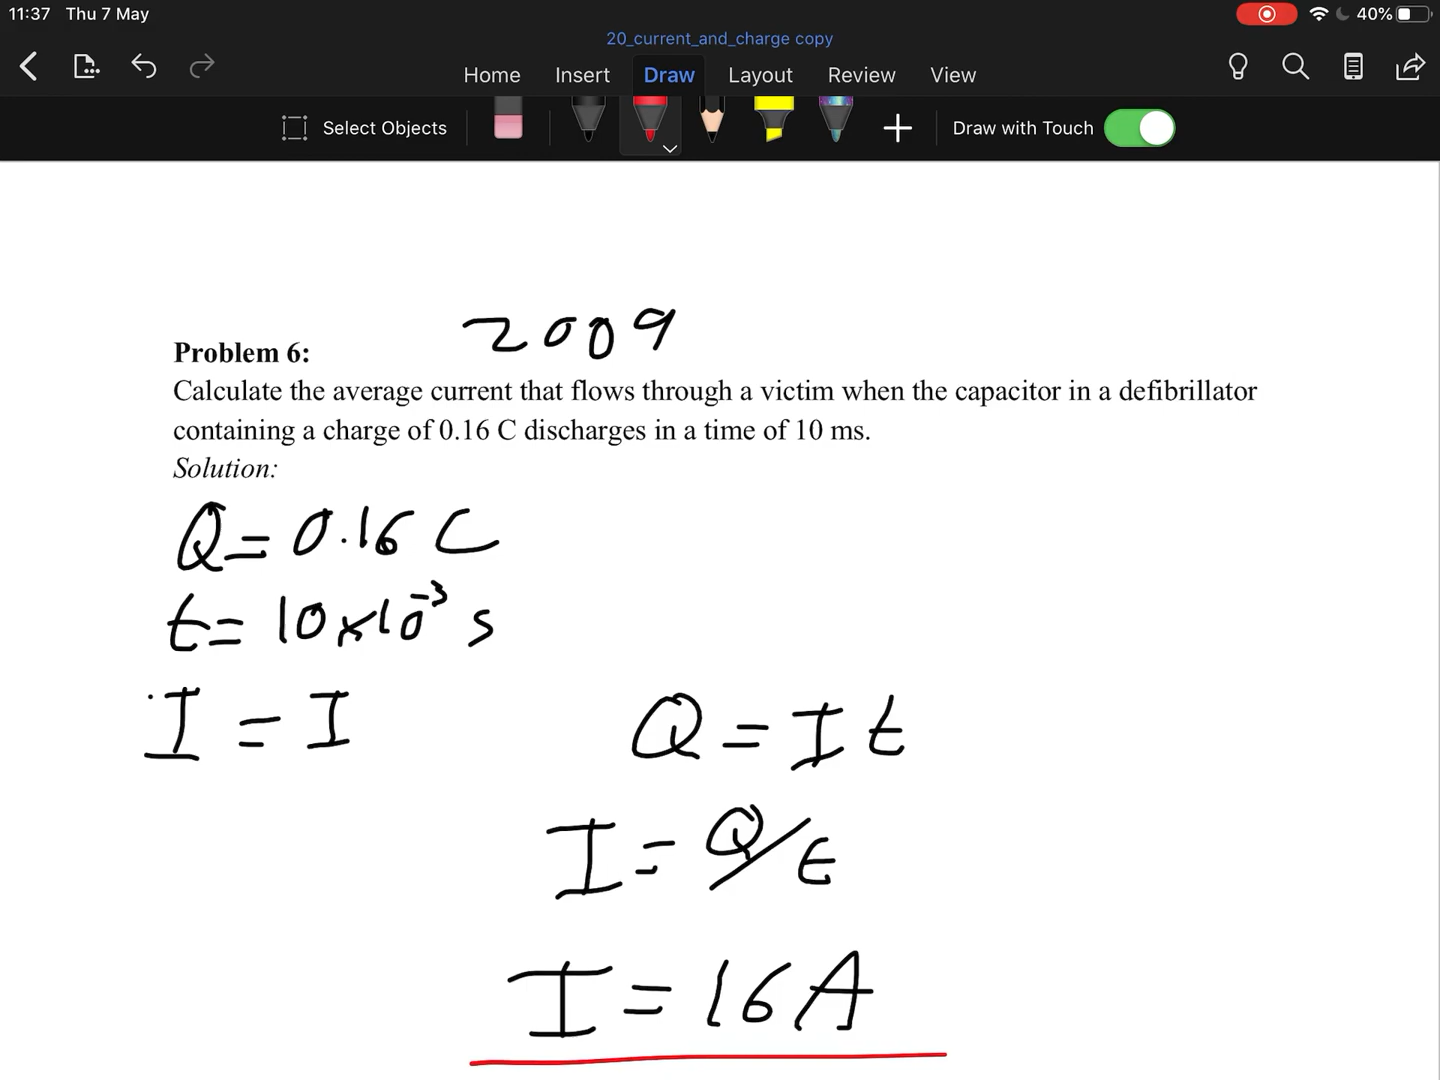 11:37 Thu 7 May 40%
20_current_and_charge copy
Home Insert Draw Layout Review View
Select Objects Draw with Touch
2009
Problem 6:
Calculate the average current that flows through a victim when the capacitor in a defibrillator
containing a charge of 0.16 C discharges in a time of 10 ms.
Solution:
Q = 0.16 C
t = 10 x 10⁻³ s
I = I
Q = I t
I = Q/t
I = 16 A